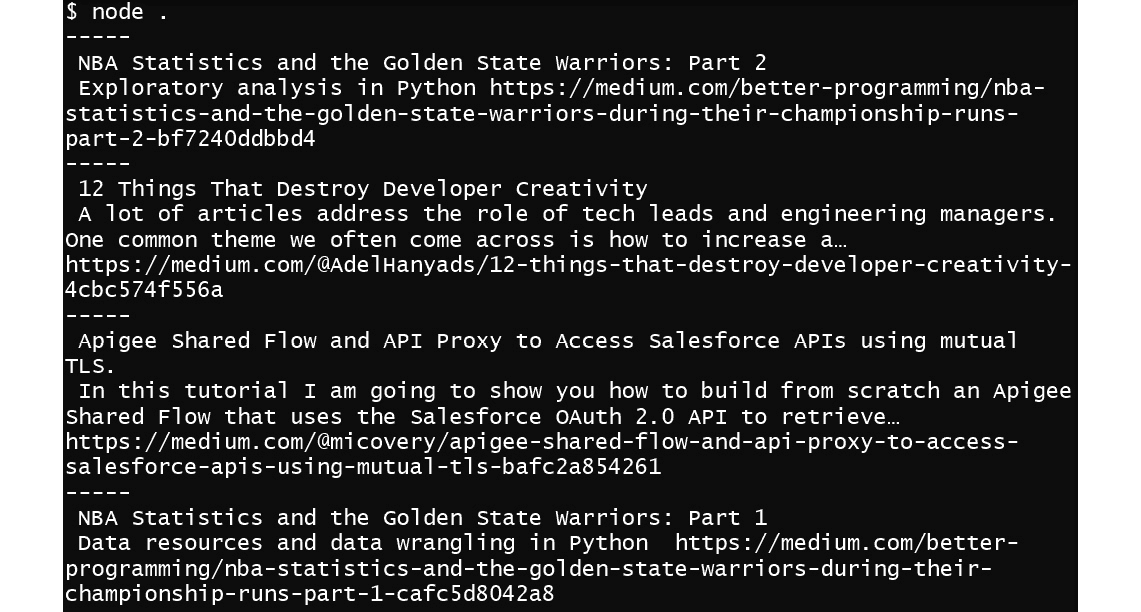 $ node .
-----
NBA Statistics and the Golden State Warriors: Part 2
Exploratory analysis in Python https://medium.com/better-programming/nba-
statistics-and-the-golden-state-warriors-during-their-championship-runs-
part-2-bf7240ddbbd4
-----
12 Things That Destroy Developer Creativity
A lot of articles address the role of tech leads and engineering managers.
One common theme we often come across is how to increase a…
https://medium.com/@AdelHanyads/12-things-that-destroy-developer-creativity-
4cbc574f556a
-----
Apigee Shared Flow and API Proxy to Access Salesforce APIs using mutual
TLS.
In this tutorial I am going to show you how to build from scratch an Apigee
Shared Flow that uses the Salesforce OAuth 2.0 API to retrieve…
https://medium.com/@micovery/apigee-shared-flow-and-api-proxy-to-access-
salesforce-apis-using-mutual-tls-bafc2a854261
-----
NBA Statistics and the Golden State Warriors: Part 1
Data resources and data wrangling in Python  https://medium.com/better-
programming/nba-statistics-and-the-golden-state-warriors-during-their-
championship-runs-part-1-cafc5d8042a8